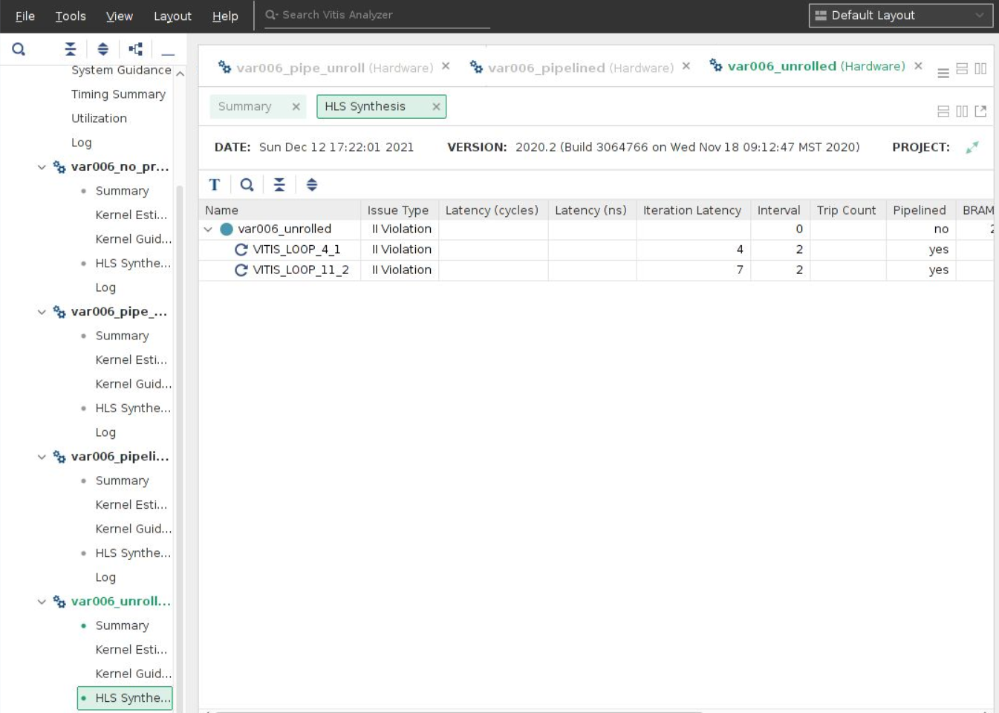 File Tools View Layout Help Search Vitis Analyzer Default Layout
System Guidance
Timing Summary
Utilization
Log
var006_no_pr...
Summary
Kernel Esti...
Kernel Guid...
HLS Synthe...
Log
var006_pipe_...
Summary
Kernel Esti...
Kernel Guid...
HLS Synthe...
Log
var006_pipeli...
Summary
Kernel Esti...
Kernel Guid...
HLS Synthe...
Log
var006_unroll...
Summary
Kernel Esti...
Kernel Guid...
HLS Synthe...
var006_pipe_unroll (Hardware) var006_pipelined (Hardware) var006_unrolled (Hardware)
Summary HLS Synthesis
DATE: Sun Dec 12 17:22:01 2021 VERSION: 2020.2 (Build 3064766 on Wed Nov 18 09:12:47 MST 2020) PROJECT:
T
Name Issue Type Latency (cycles) Latency (ns) Iteration Latency Interval Trip Count Pipelined BRAM
var006_unrolled II Violation 0 no 2
VITIS_LOOP_4_1 II Violation 4 2 yes
VITIS_LOOP_11_2 II Violation 7 2 yes